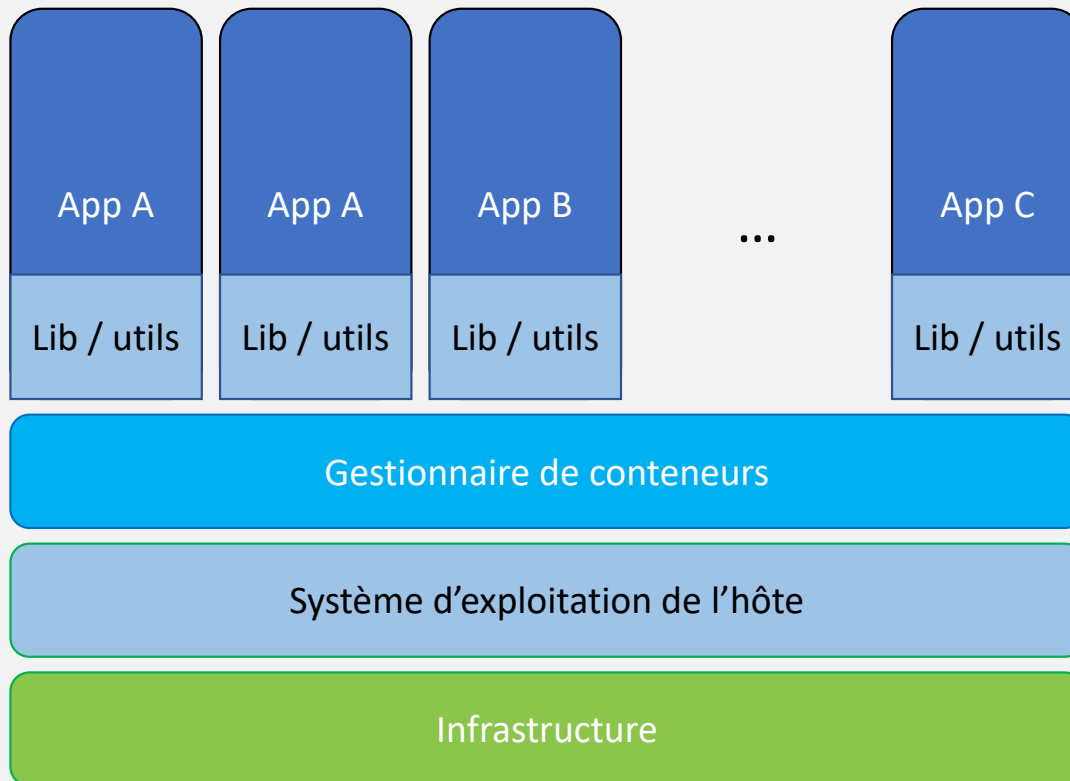 App A
App A
App B
...
App C
Lib / utils
Lib / utils
Lib / utils
Lib / utils
Gestionnaire de conteneurs
Système d’exploitation de l’hôte
Infrastructure